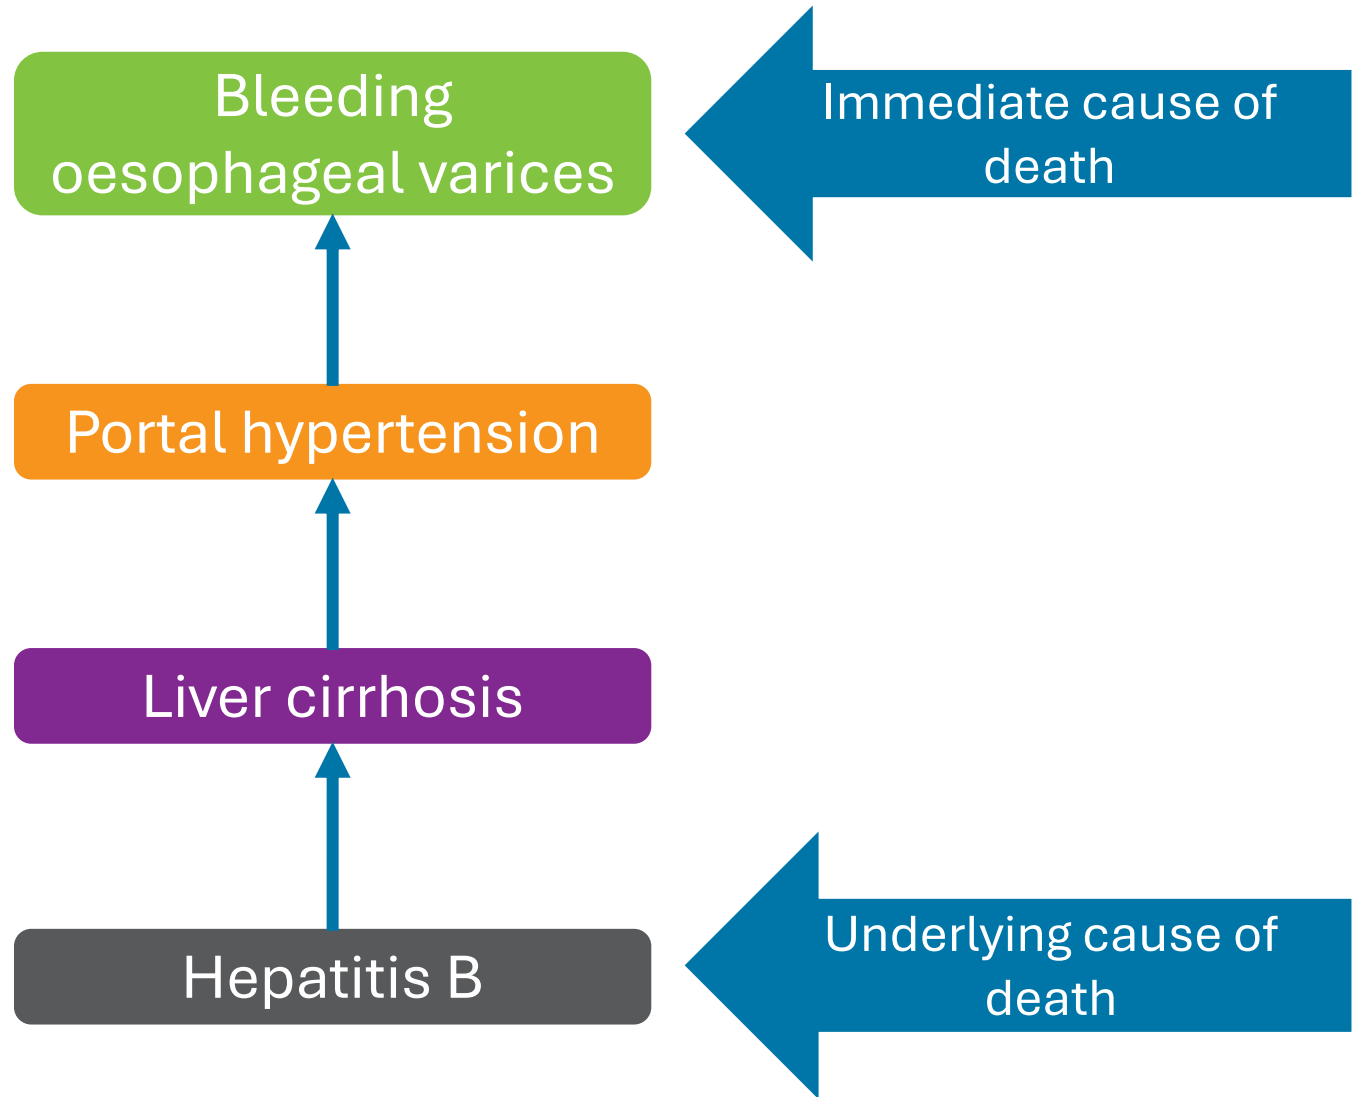 Bleeding
oesophageal varices
Immediate cause of
death
Portal hypertension
Liver cirrhosis
Hepatitis B
Underlying cause of
death